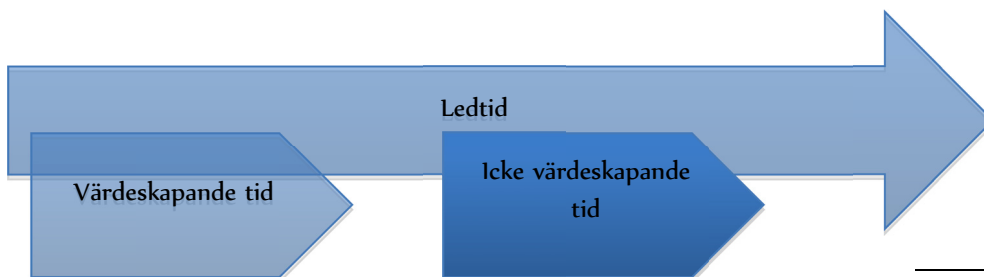 Ledtid
Värdeskapande tid
Icke värdeskapande
tid